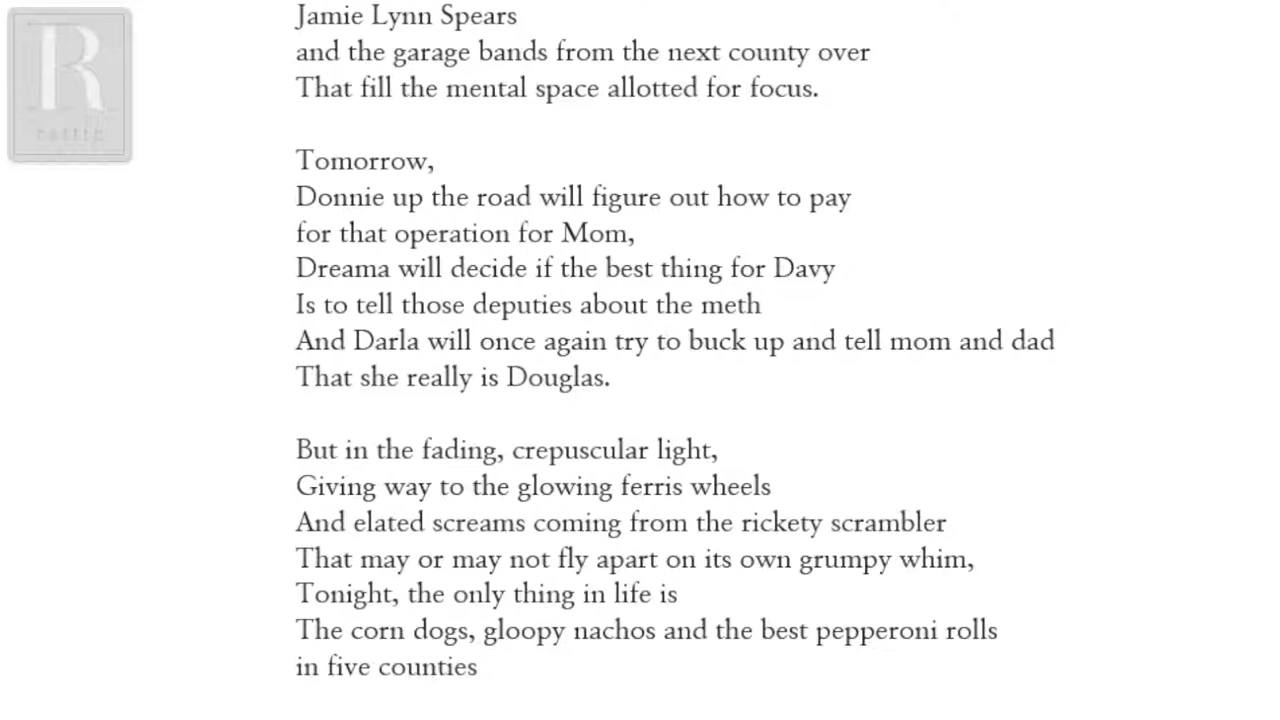 R
rattle
Jamie Lynn Spears
and the garage bands from the next county over
That fill the mental space allotted for focus.
Tomorrow,
Donnie up the road will figure out how to pay
for that operation for Mom,
Dreama will decide if the best thing for Davy
Is to tell those deputies about the meth
And Darla will once again try to buck up and tell mom and dad
That she really is Douglas.
But in the fading, crepuscular light,
Giving way to the glowing ferris wheels
And elated screams coming from the rickety scrambler
That may or may not fly apart on its own grumpy whim,
Tonight, the only thing in life is
The corn dogs, gloopy nachos and the best pepperoni rolls
in five counties